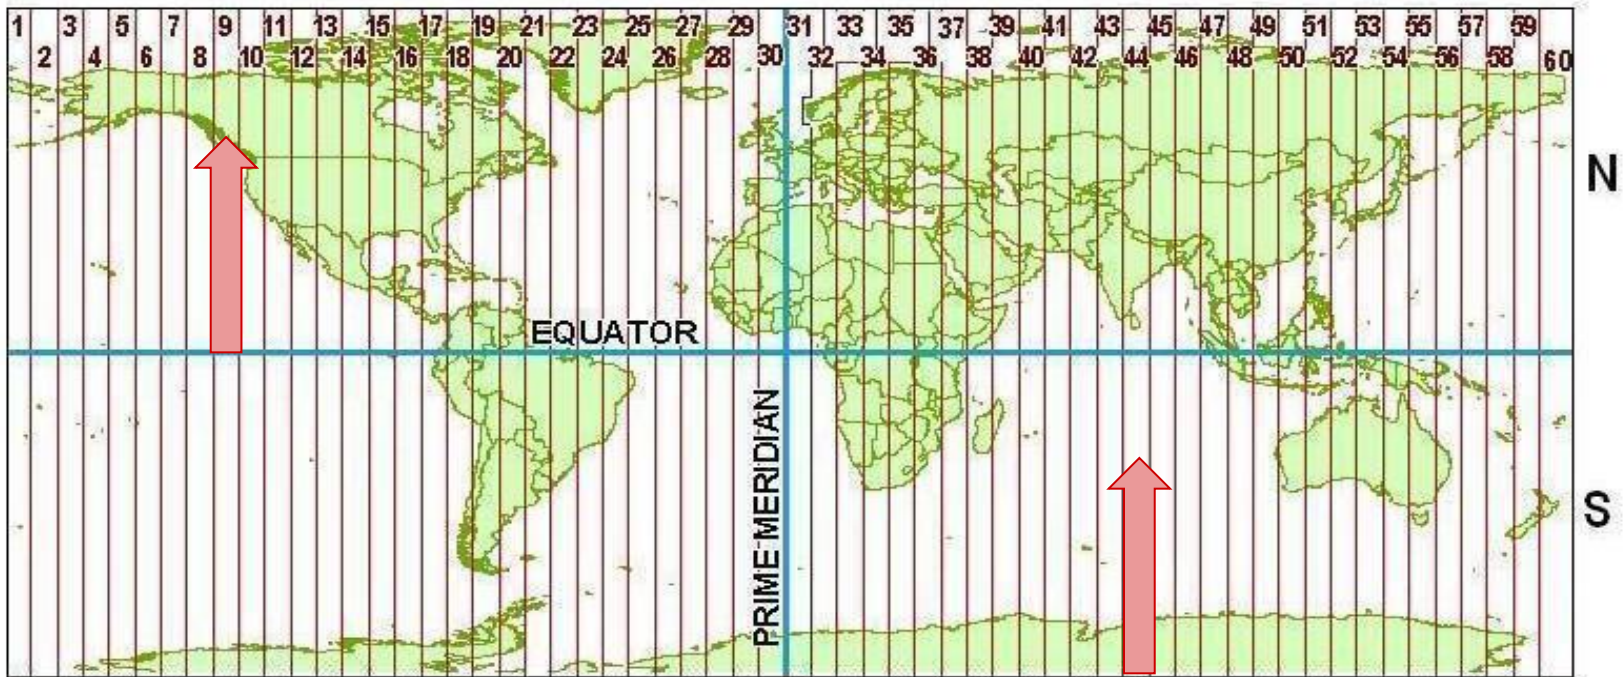 1 3 5 7 9 11 13 15 17 19 21 23 25 27 29 31 33 35 37 39 41 43 45 47 49 51 53 55 57 59
2 4 6 8 10 12 14 16 18 20 22 24 26 28 30 32 34 36 38 40 42 44 46 48 50 52 54 56 58 60
N
EQUATOR
PRIME MERIDIAN
S